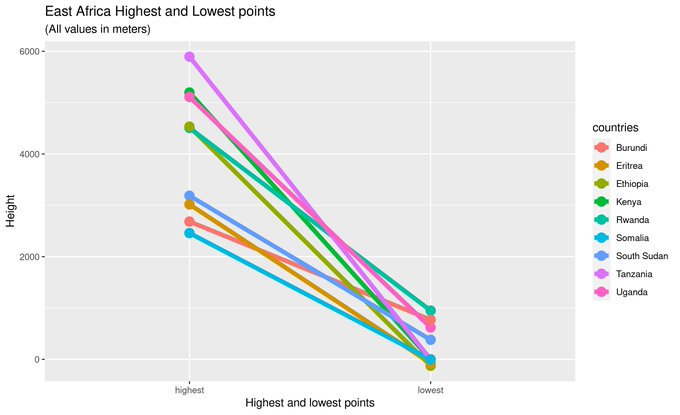 East Africa Highest and Lowest points
(All values in meters)
6000
4000
2000
0
Height
highest
lowest
Highest and lowest points
countries
Burundi
Eritrea
Ethiopia
Kenya
Rwanda
Somalia
South Sudan
Tanzania
Uganda